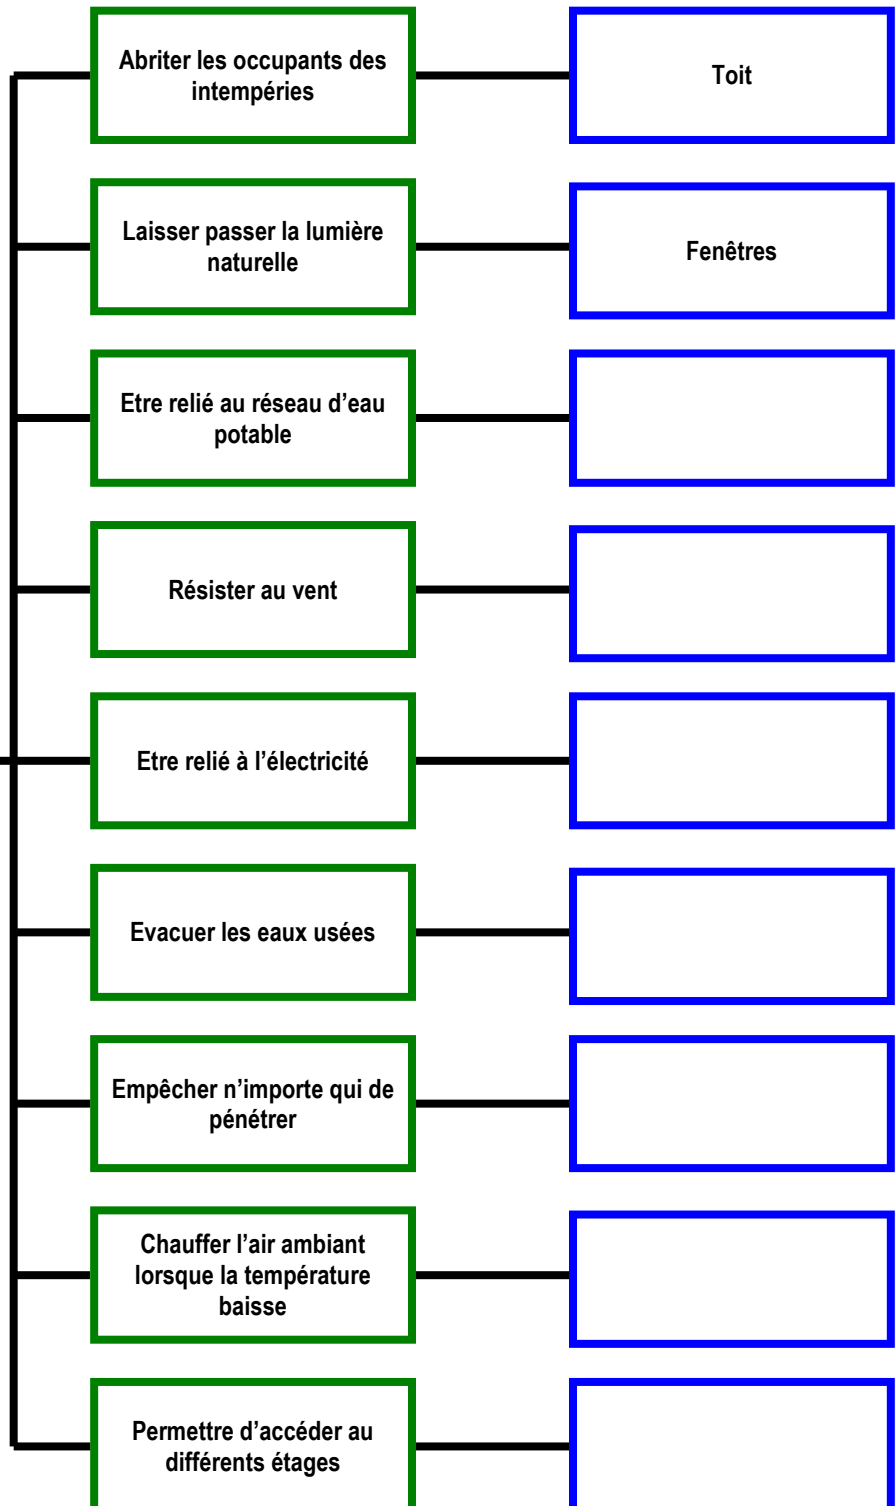 Abriter les occupants des
intempéries
Toit
Laisser passer la lumière
naturelle
Fenêtres
Etre relié au réseau d’eau
potable
Résister au vent
Etre relié à l’électricité
Evacuer les eaux usées
Empêcher n’importe qui de
pénétrer
Chauffer l’air ambiant
lorsque la température
baisse
Permettre d’accéder au
différents étages